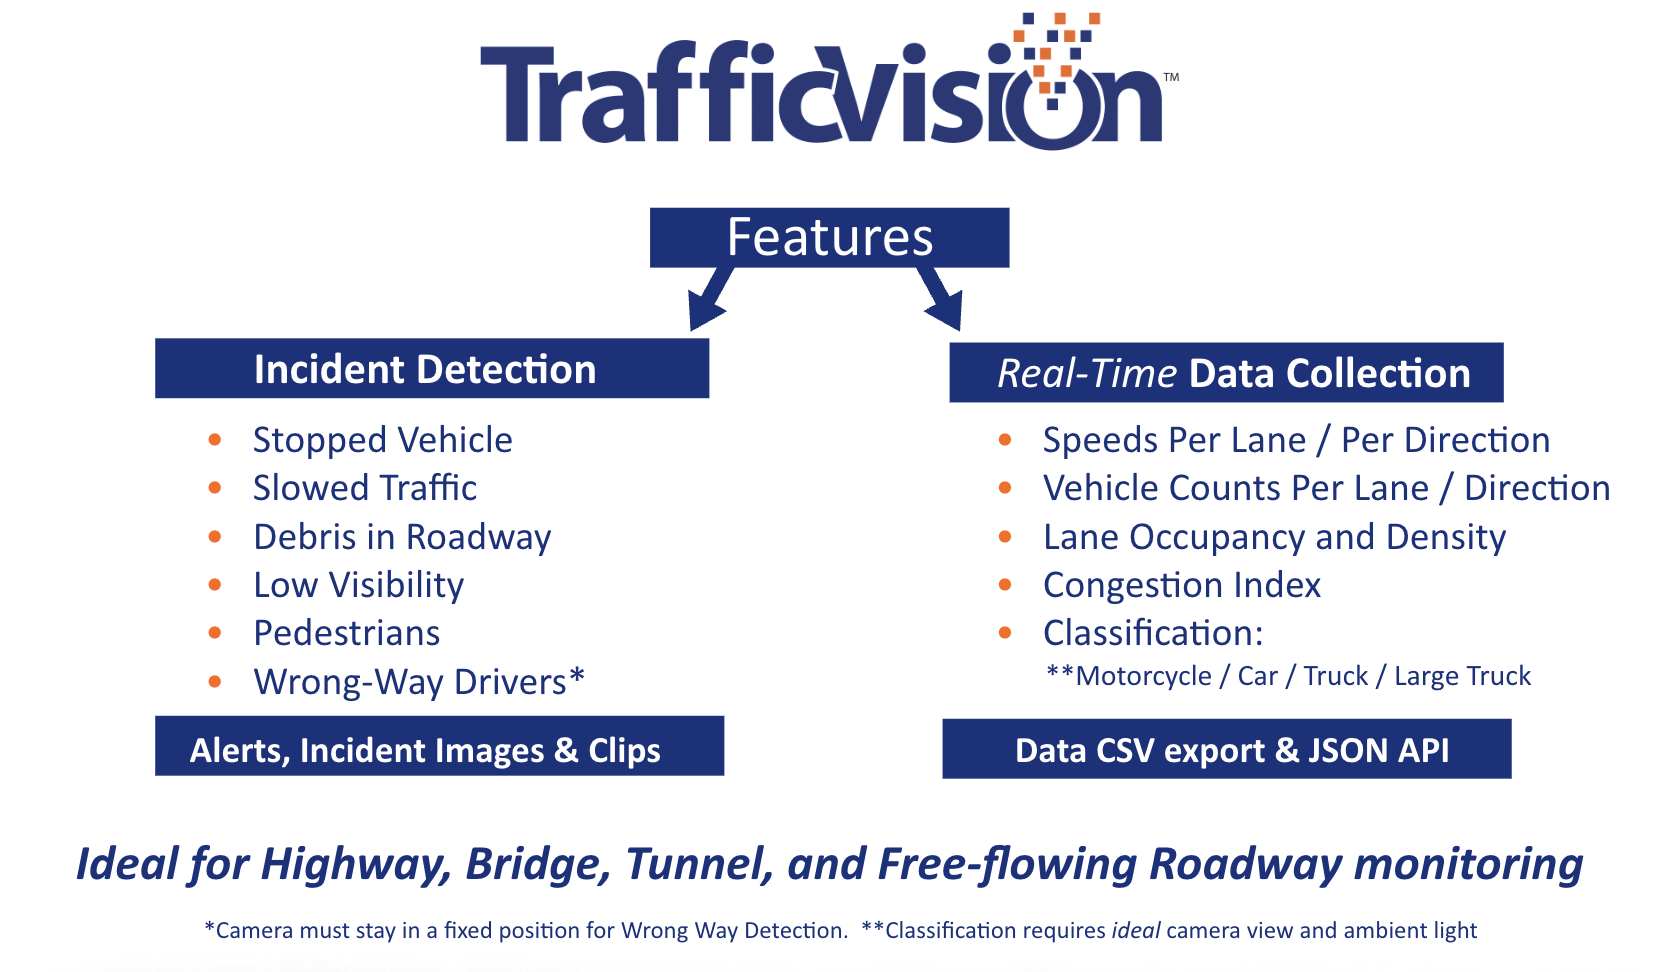 TrafficVision™
Features
Incident Detection
• Stopped Vehicle
• Slowed Traffic
• Debris in Roadway
• Low Visibility
• Pedestrians
• Wrong-Way Drivers*
Alerts, Incident Images & Clips
Real-Time Data Collection
• Speeds Per Lane / Per Direction
• Vehicle Counts Per Lane / Direction
• Lane Occupancy and Density
• Congestion Index
• Classification:
**Motorcycle / Car / Truck / Large Truck
Data CSV export & JSON API
Ideal for Highway, Bridge, Tunnel, and Free-flowing Roadway monitoring
*Camera must stay in a fixed position for Wrong Way Detection. **Classification requires ideal camera view and ambient light